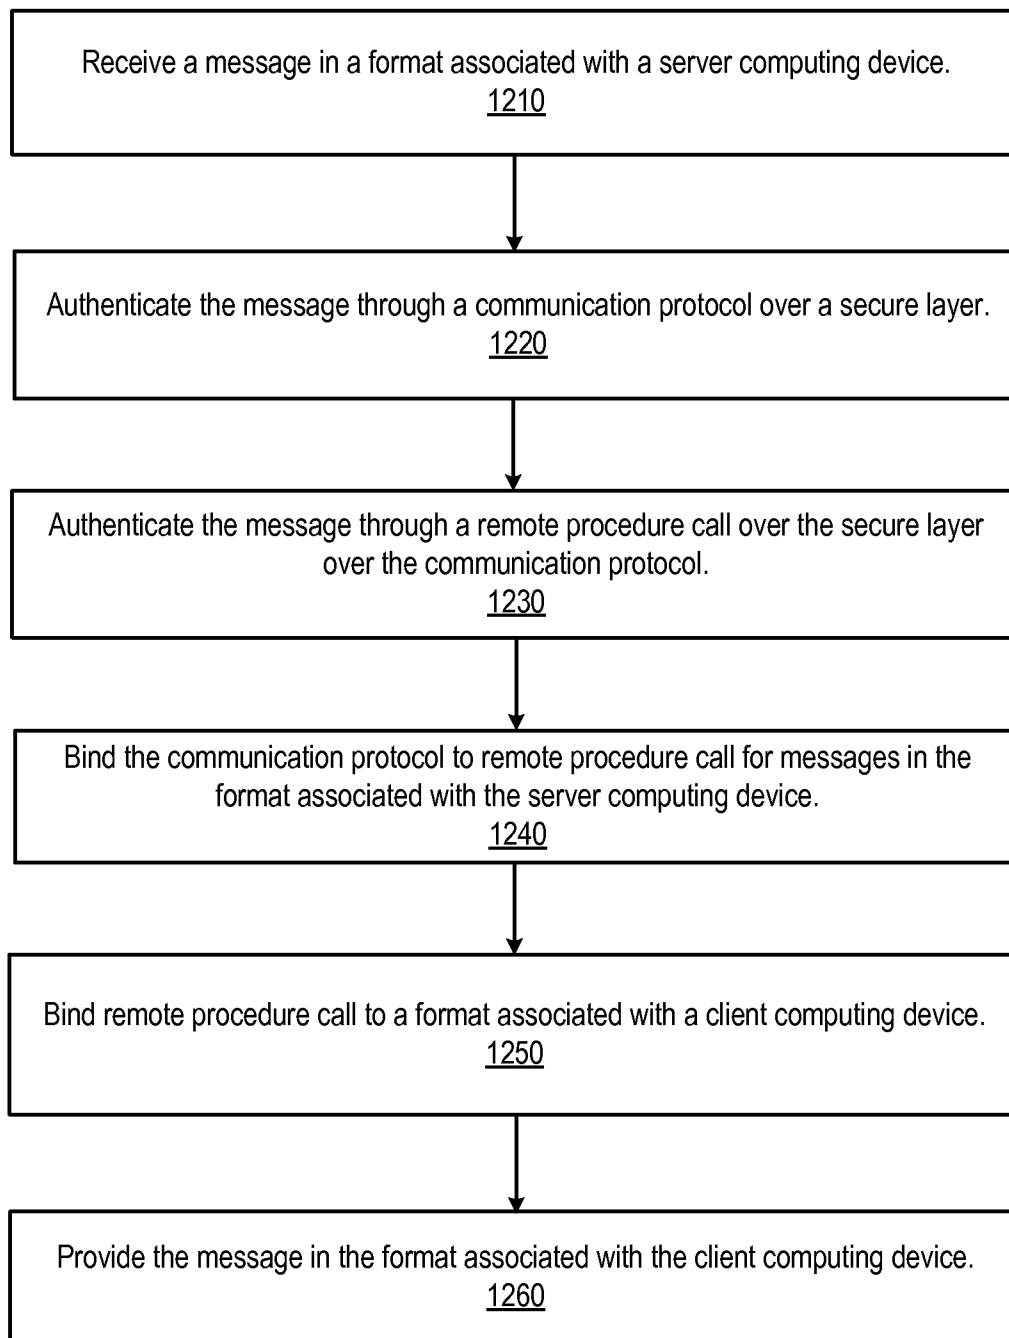 Receive a message in a format associated with a server computing device.
1210
Authenticate the message through a communication protocol over a secure layer.
1220
Authenticate the message through a remote procedure call over the secure layer
over the communication protocol.
1230
Bind the communication protocol to remote procedure call for messages in the
format associated with the server computing device.
1240
Bind remote procedure call to a format associated with a client computing device.
1250
Provide the message in the format associated with the client computing device.
1260